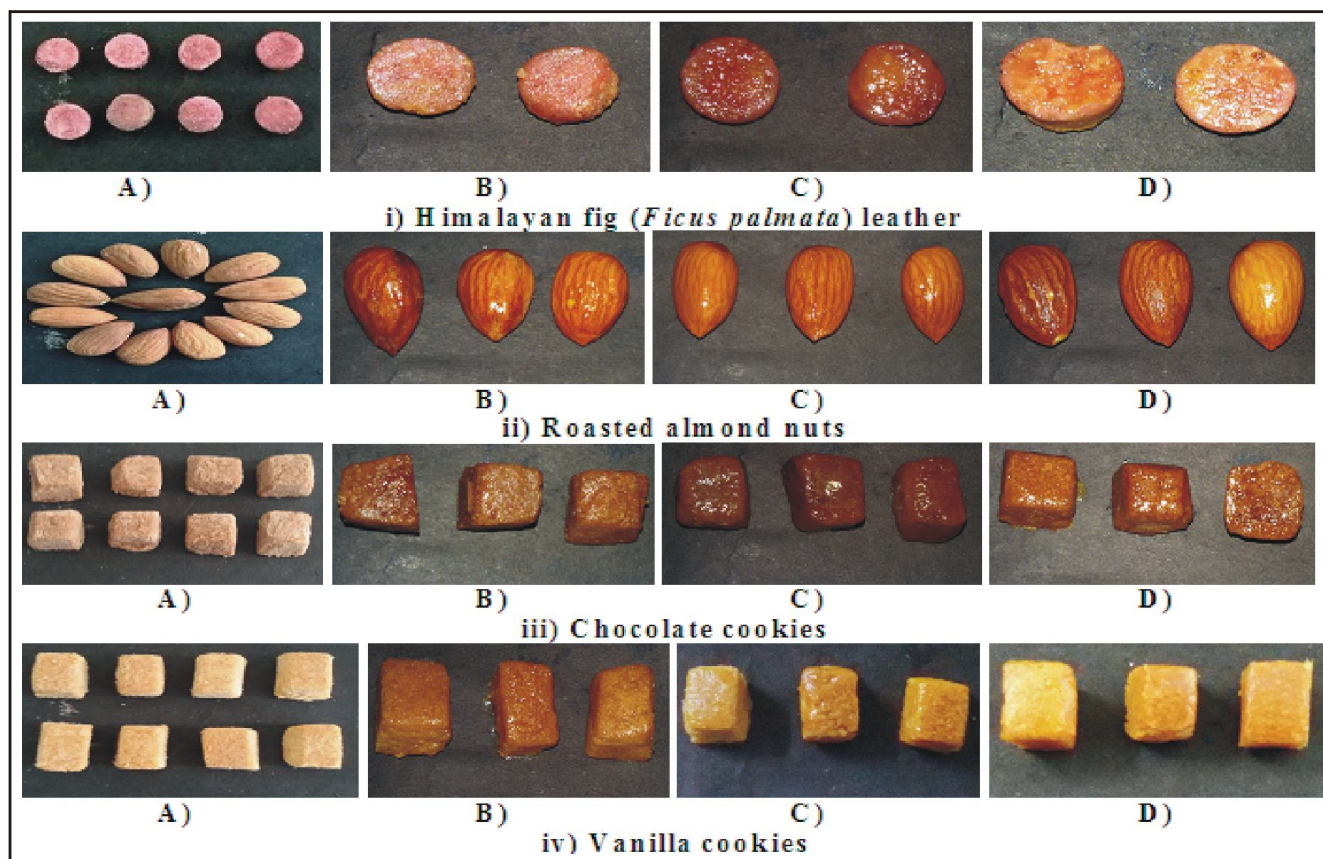 A) B) C) D)
i) Himalayan fig (Ficus palmata) leather
A) B) C) D)
ii) Roasted almond nuts
A) B) C) D)
iii) Chocolate cookies
A) B) C) D)
iv) Vanilla cookies